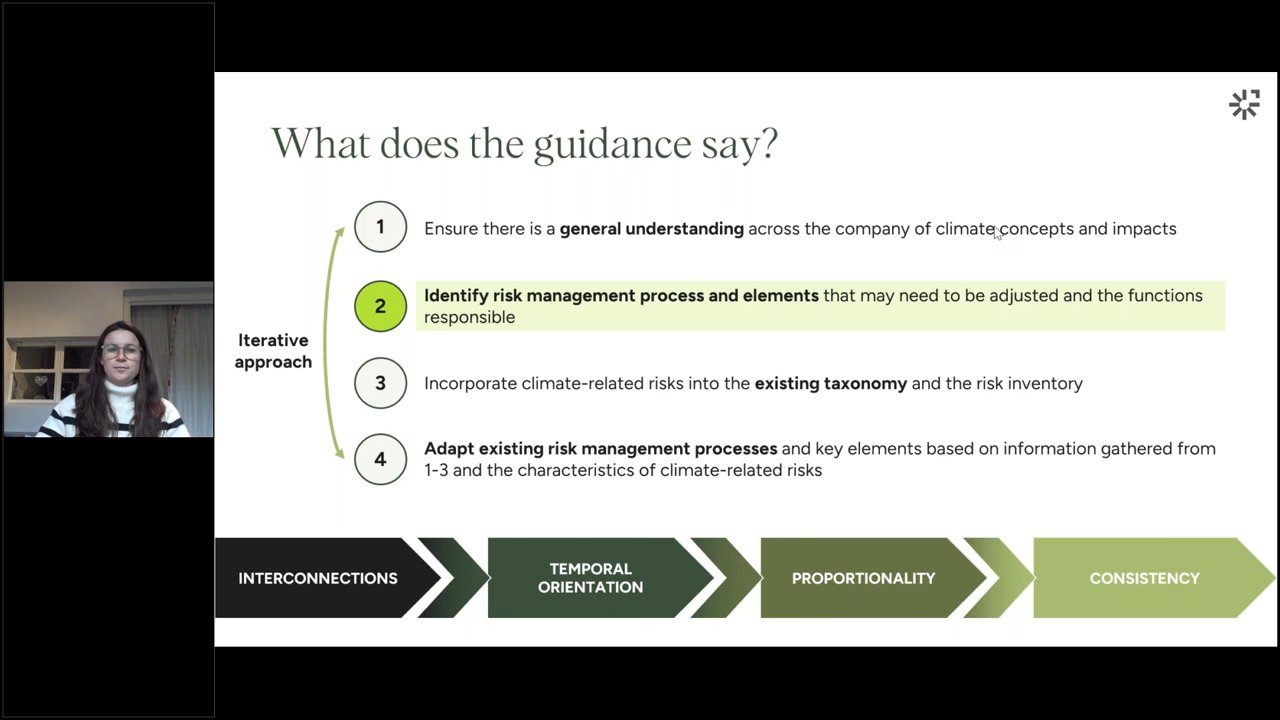 What does the guidance say?
1
Ensure there is a general understanding across the company of climate concepts and impacts
2
Identify risk management process and elements that may need to be adjusted and the functions
responsible
Iterative
approach
3
Incorporate climate-related risks into the existing taxonomy and the risk inventory
4
Adapt existing risk management processes and key elements based on information gathered from
1-3 and the characteristics of climate-related risks
INTERCONNECTIONS
TEMPORAL
ORIENTATION
PROPORTIONALITY
CONSISTENCY